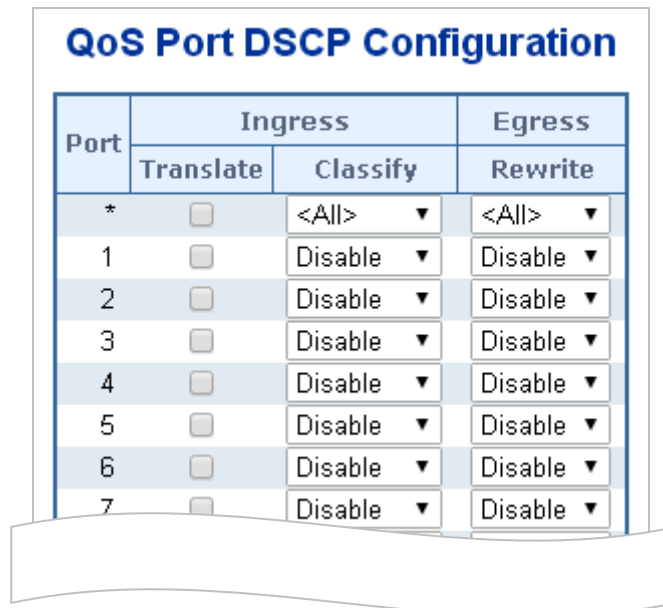 QoS Port DSCP Configuration
Port Ingress Egress
Translate Classify Rewrite
* <All> <All>
1 Disable Disable
2 Disable Disable
3 Disable Disable
4 Disable Disable
5 Disable Disable
6 Disable Disable
7 Disable Disable